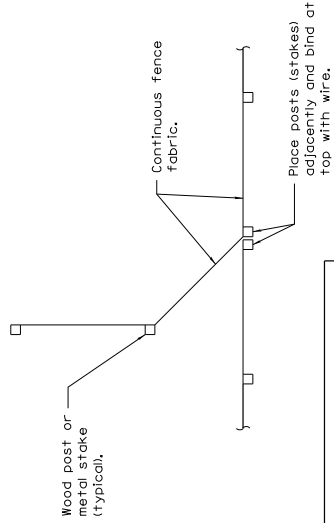 Wood post or
metal stake
(typical).
Continuous fence
fabric.
Place posts (stakes)
adjacently and bind at
top with wire.